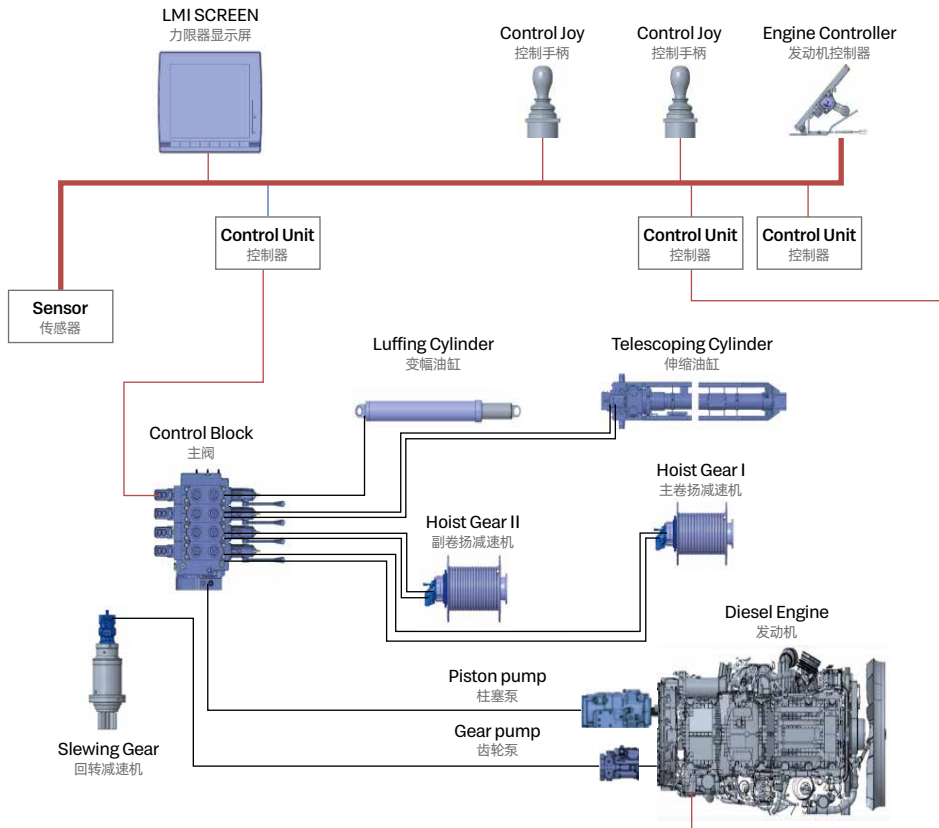 LMI SCREEN
力限器显示屏
Control Joy
控制手柄
Control Joy
控制手柄
Engine Controller
发动机控制器
Control Unit
控制器
Control Unit
控制器
Control Unit
控制器
Sensor
传感器
Luffing Cylinder
变幅油缸
Telescoping Cylinder
伸缩油缸
Control Block
主阀
Hoist Gear I
主卷扬减速机
Hoist Gear II
副卷扬减速机
Diesel Engine
发动机
Piston pump
柱塞泵
Gear pump
齿轮泵
Slewing Gear
回转减速机